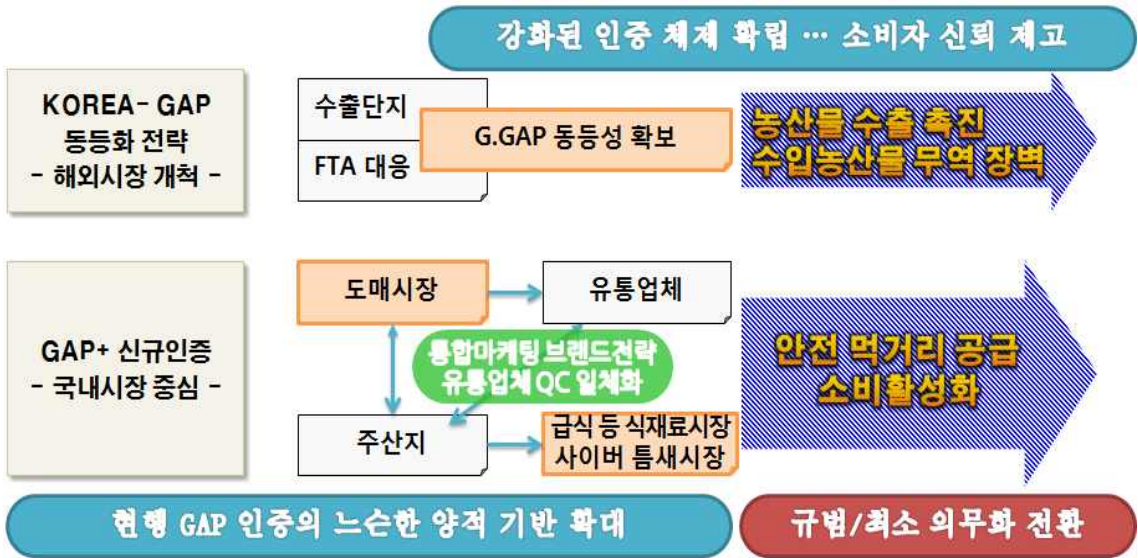 강화된 인증 체제 확립 … 소비자 신뢰 제고
KOREA- GAP
동등화 전략
- 해외시장 개척 -
수출단지
FTA 대응
G.GAP 동등성 확보
농산물 수출 촉진
수입농산물 무역 장벽
GAP+ 신규인증
- 국내시장 중심 -
도매시장
유통업체
통합마케팅 브랜드전략
유통업체 QC 일체화
주산지
급식 등 식재료시장
사이버 틈새시장
안전 먹거리 공급
소비활성화
현행 GAP 인증의 느슨한 양적 기반 확대
규범/최소 의무화 전환